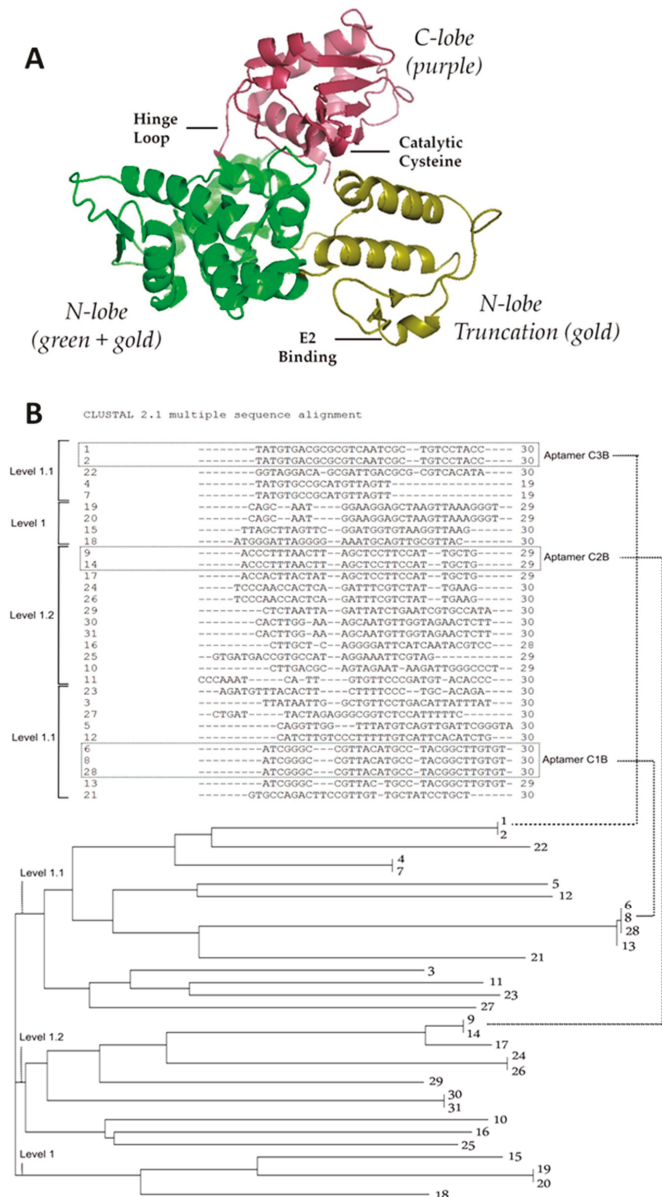 A
C-lobe
(purple)
Hinge
Loop
Catalytic
Cysteine
N-lobe
(green + gold)
E2
Binding
N-lobe
Truncation (gold)
B
CLUSTAL 2.1 multiple sequence alignment
Level 1.1
1 --------TATGTGACGCGCGTCAATCGC--TGTCCTACC---- 30
2 --------TATGTGACGCGCGTCAATCGC--TGTCCTACC---- 30
Aptamer C3B
22 --------GGTAGGACA-GCGATTGACGCG-CGTCACATA---- 30
4 --------TATGTGCCGCATGTTAGTT----------------- 19
7 --------TATGTGCCGCATGTTAGTT----------------- 19
Level 1
19 -------CAGC--AAT---GGAAGGAGCTAAGTTAAAGGGT--- 29
20 -------CAGC--AAT---GGAAGGAGCTAAGTTAAAGGGT--- 29
15 ------TTAGCTTAGTTC--GGATGGTGTAAGGTTAAG------ 30
18 -----ATGGGATTAGGGG--AAATGCAGTTGCGTTAC------- 30
Level 1.2
9 ------ACCCTTTAACTT--AGCTCCTTCCAT--TGCTG----- 29
14 ------ACCCTTTAACTT--AGCTCCTTCCAT--TGCTG----- 29
Aptamer C2B
17 ------ACCACTTACTAT--AGCTCCTTCCAT--TGCTG----- 29
24 -----TCCCAACCACTCA--GATTTCGTCTAT--TGAAG----- 30
26 -----TCCCAACCACTCA--GATTTCGTCTAT--TGAAG----- 30
29 --------CTCTAATTA--GATTATCTGAATCGTGCCATA---- 30
30 -------CACTTGG-AA--AGCAATGTTGGTAGAACTCTT---- 30
31 -------CACTTGG-AA--AGCAATGTTGGTAGAACTCTT---- 30
16 -------CTTGCT-C----AGGGGATTCATCAATACGTCC---- 28
25 --GTGATGACCGTGCCAT--AGGAAATTCGTAG----------- 30
10 -------CTTGACGC----AGTAGAAT-AAGATTGGGCCCT--- 29
11 CCCCAAAT-----CA-TT---GTGTTCCCGATGT-ACACCC--- 30
Level 1.1
23 ---AGATGTTTACACTT----CTTTTCCC--TGC-ACAGA---- 30
3 --------TTATAATTG--GCTGTTCCTGACATTATTTAT---- 30
27 --CTGAT-----TACTAGAGGGCGGTCTCCATTTTTC------- 30
5 -------CAGGTTGG---TTTATGTCAGTTGATTCGGGTA---- 30
12 -------CATCTTGTCCCTTTTTGTCATTCACATCTG------- 30
6 --------ATCGGGC--CGTTACATGCC--TACGGCTTGTGT-- 30
8 --------ATCGGGC--CGTTACATGCC--TACGGCTTGTGT-- 30
28 --------ATCGGGC--CGTTACATGCC--TACGGCTTGTGT-- 30
Aptamer C1B
13 --------ATCGGGC--CGTTACATGC---TACGGCTTGTGT-- 29
21 ------GTGCCAGACTTCCGTTGT--TGCTATCCTGCT------ 30
1
2
22
Level 1.1
4
7
5
12
6
8
28
13
21
3
11
23
27
Level 1.2
9
14
17
24
26
29
30
31
10
16
25
Level 1
15
19
20
18